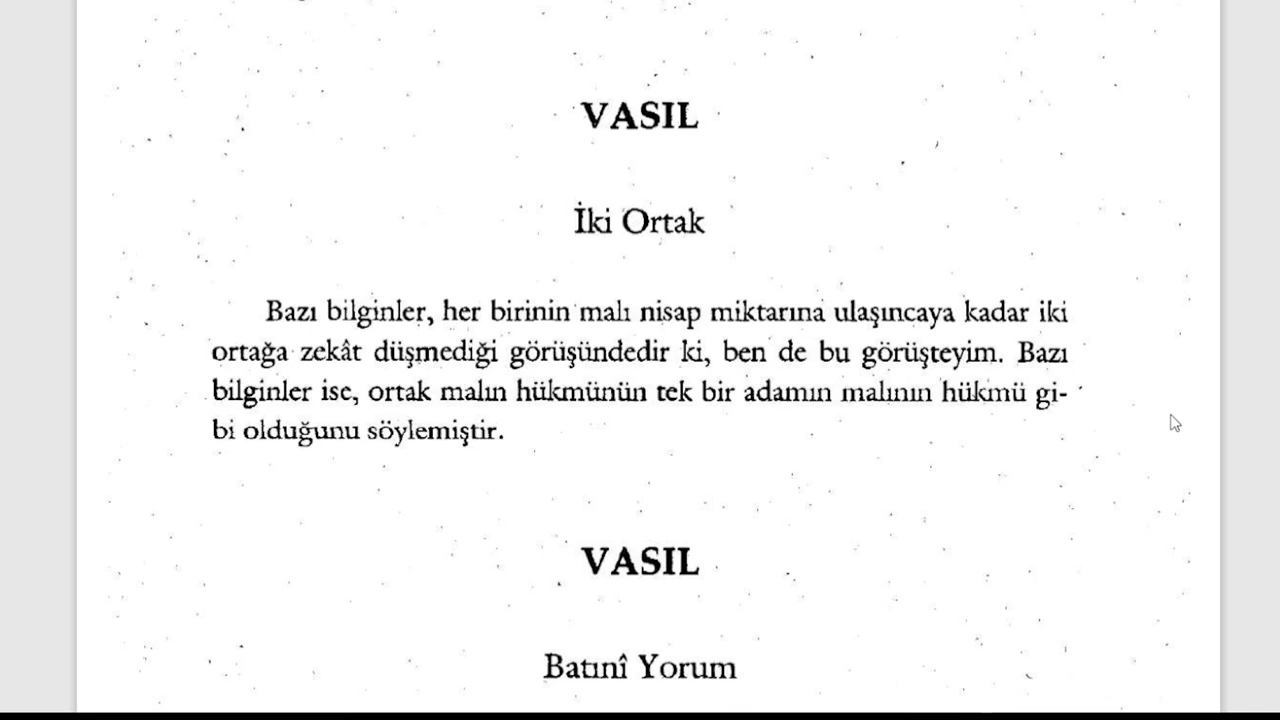 VASIL
İki Ortak
Bazı bilginler, her birinin malı nisap miktarına ulaşıncaya kadar iki
ortağa zekât düşmediği görüşündedir ki, ben de bu görüşteyim. Bazı
bilginler ise, ortak malın hükmünün tek bir adamın malının hükmü gi-
bi olduğunu söylemiştir.
VASIL
Batınî Yorum